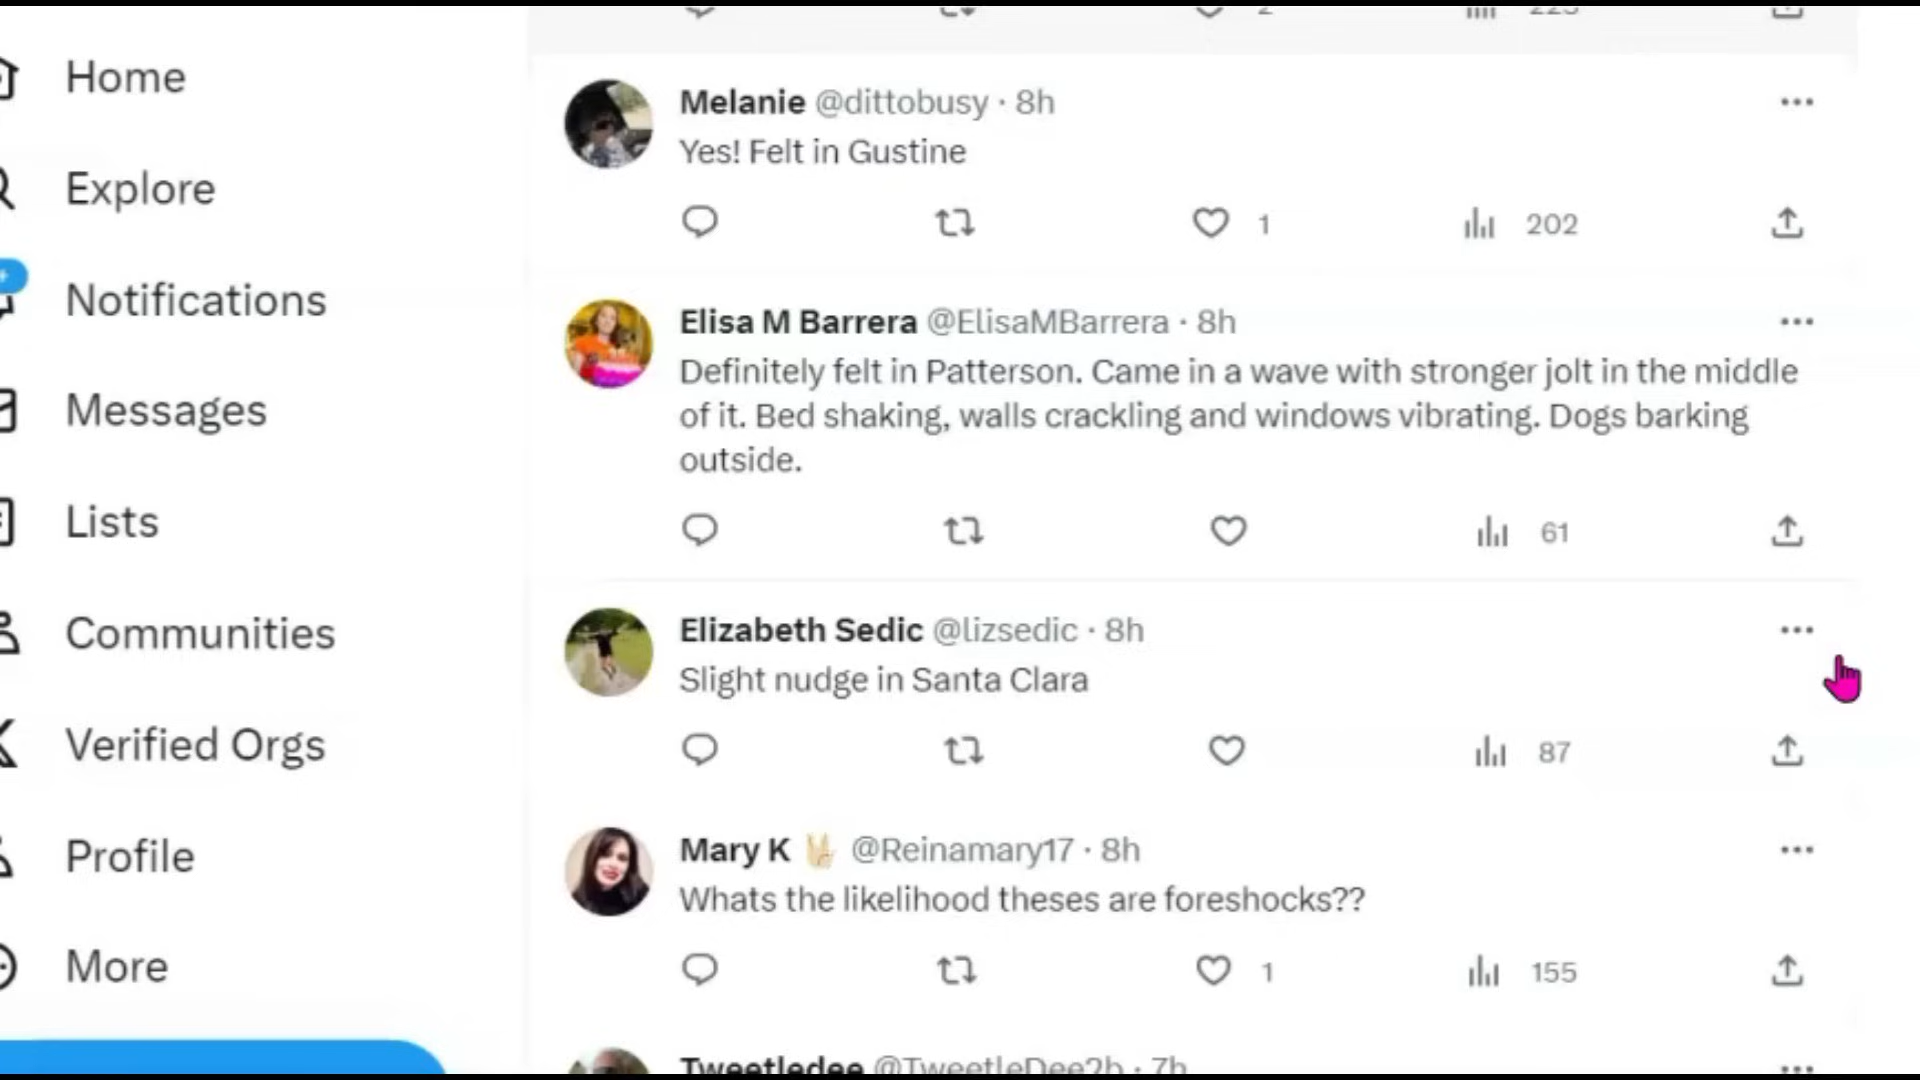 2
Home
Melanie @dittobusy · 8h
Yes! Felt in Gustine
Explore
1 202
Notifications
Elisa M Barrera @ElisaMBarrera · 8h
Definitely felt in Patterson. Came in a wave with stronger jolt in the middle
of it. Bed shaking, walls crackling and windows vibrating. Dogs barking
outside.
Messages
Lists
61
Communities
Elizabeth Sedic @lizsedic · 8h
Slight nudge in Santa Clara
Verified Orgs
87
Profile
Mary K 🤟🏻 @Reinamary17 · 8h
Whats the likelihood theses are foreshocks??
More
1 155
Tweetledee @TweetleDee2b · 7h